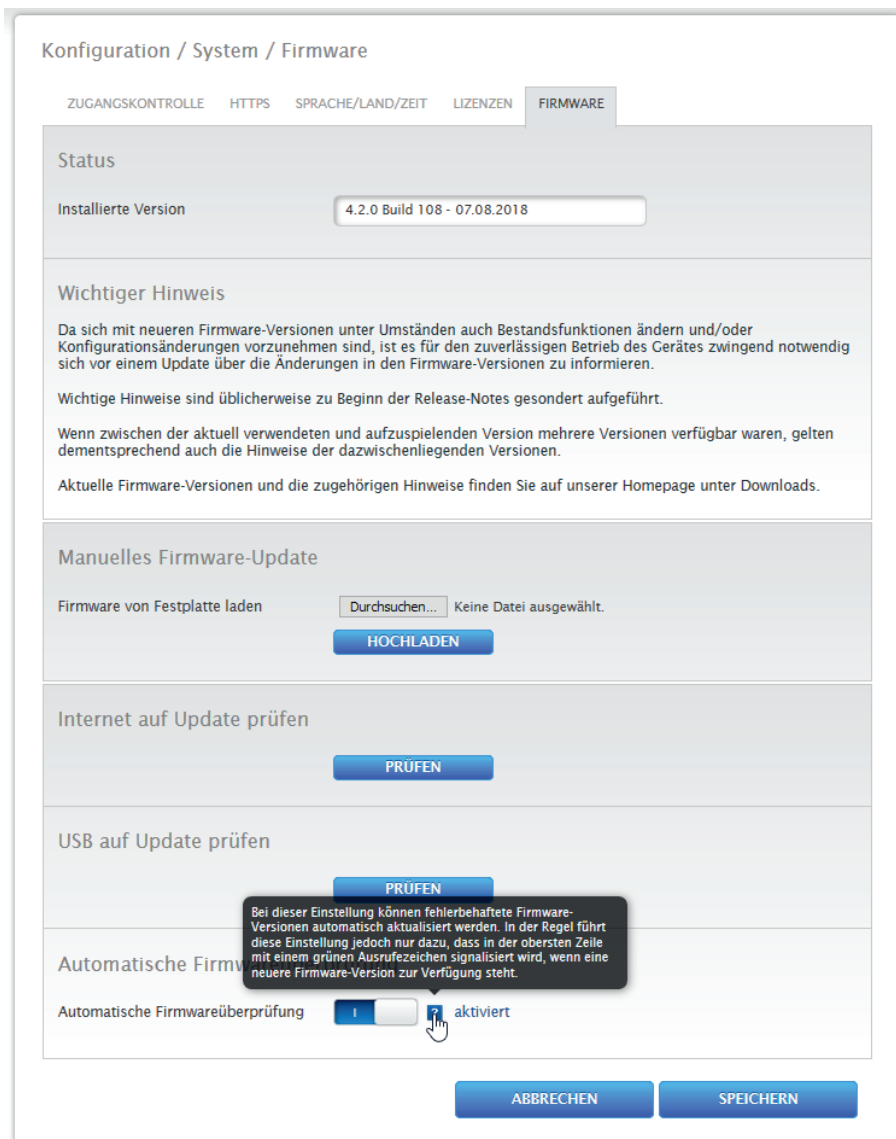 Konfiguration / System / Firmware
ZUGANGSKONTROLLE HTTPS SPRACHE/LAND/ZEIT LIZENZEN FIRMWARE
Status
Installierte Version 4.2.0 Build 108 - 07.08.2018
Wichtiger Hinweis
Da sich mit neueren Firmware-Versionen unter Umständen auch Bestandsfunktionen ändern und/oder
Konfigurationsänderungen vorzunehmen sind, ist es für den zuverlässigen Betrieb des Gerätes zwingend notwendig
sich vor einem Update über die Änderungen in den Firmware-Versionen zu informieren.
Wichtige Hinweise sind üblicherweise zu Beginn der Release-Notes gesondert aufgeführt.
Wenn zwischen der aktuell verwendeten und aufzuspielenden Version mehrere Versionen verfügbar waren, gelten
dementsprechend auch die Hinweise der dazwischenliegenden Versionen.
Aktuelle Firmware-Versionen und die zugehörigen Hinweise finden Sie auf unserer Homepage unter Downloads.
Manuelles Firmware-Update
Firmware von Festplatte laden Durchsuchen... Keine Datei ausgewählt.
HOCHLADEN
Internet auf Update prüfen
PRÜFEN
USB auf Update prüfen
PRÜFEN
Bei dieser Einstellung können fehlerbehaftete Firmware-
Versionen automatisch aktualisiert werden. In der Regel führt
diese Einstellung jedoch nur dazu, dass in der obersten Zeile
mit einem grünen Ausrufezeichen signalisiert wird, wenn eine
neuere Firmware-Version zur Verfügung steht.
Automatische
Automatische Firmwareüberprüfung I ? aktiviert
ABBRECHEN SPEICHERN